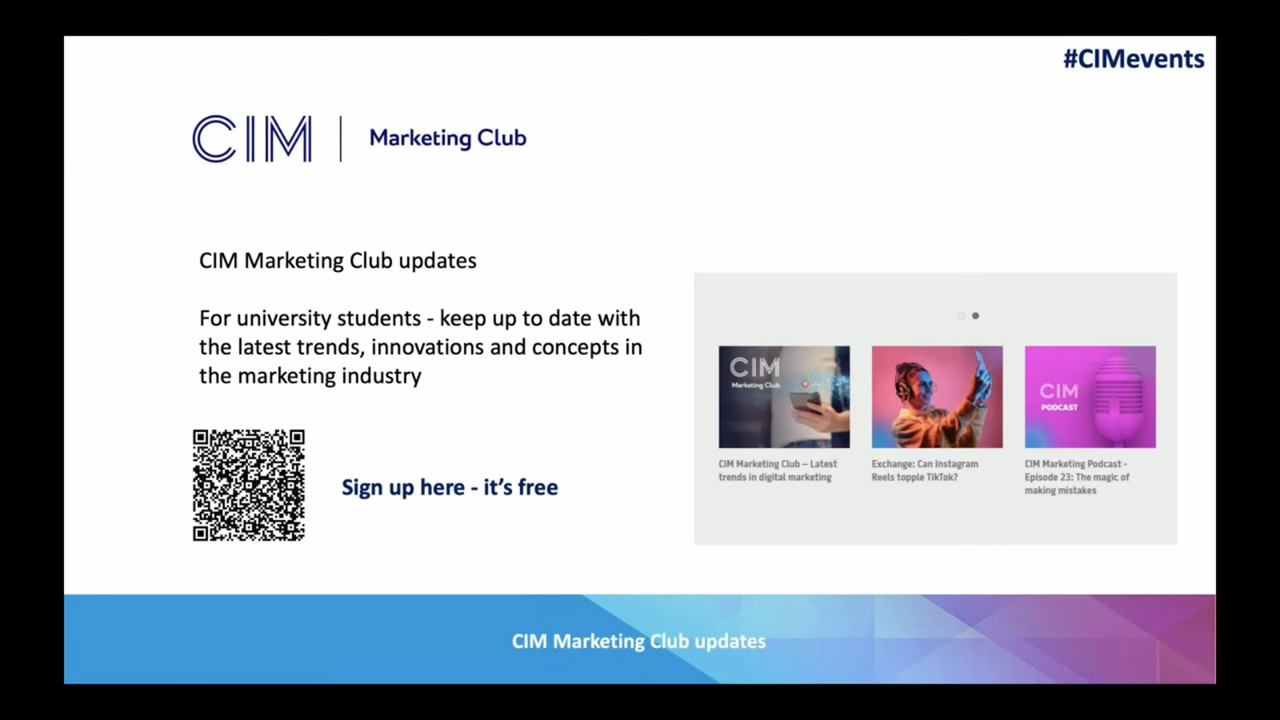 #CIMevents
CIM | Marketing Club
CIM Marketing Club updates
For university students - keep up to date with
the latest trends, innovations and concepts in
the marketing industry
Sign up here - it’s free
CIM
Marketing Club
CIM Marketing Club – Latest
trends in digital marketing
Exchange: Can Instagram
Reels topple TikTok?
CIM
PODCAST
CIM Marketing Podcast -
Episode 23: The magic of
making mistakes
CIM Marketing Club updates